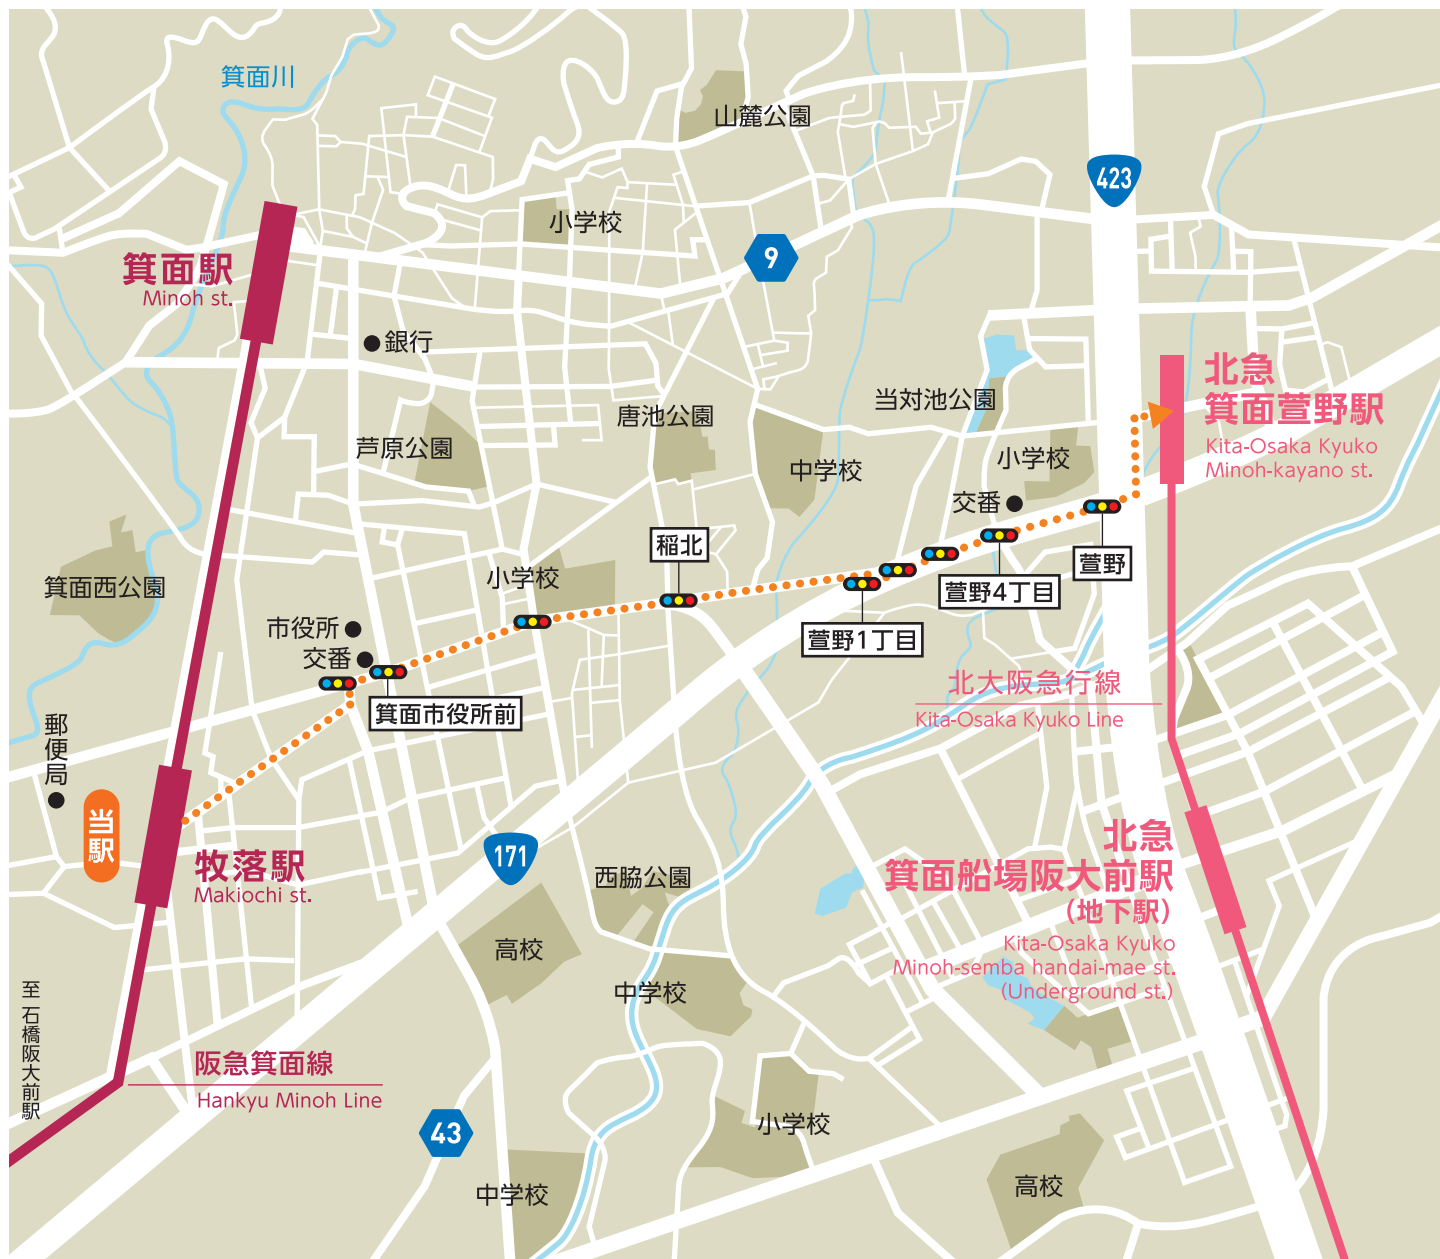 箕面川
山麓公園
423
小学校
9
箕面駅
Minoh st.
銀行
北急
箕面萱野駅
Kita-Osaka Kyuko
Minoh-kayano st.
当対池公園
唐池公園
芦原公園
中学校
小学校
交番
稲北
萱野
箕面西公園
小学校
萱野4丁目
市役所
交番
萱野1丁目
箕面市役所前
北大阪急行線
Kita-Osaka Kyuko Line
郵便局
当駅
牧落駅
Makiochi st.
171
西脇公園
北急
箕面船場阪大前駅
(地下駅)
Kita-Osaka Kyuko
Minoh-semba handai-mae st.
(Underground st.)
高校
中学校
至 石橋阪大前駅
阪急箕面線
Hankyu Minoh Line
43
小学校
中学校
高校